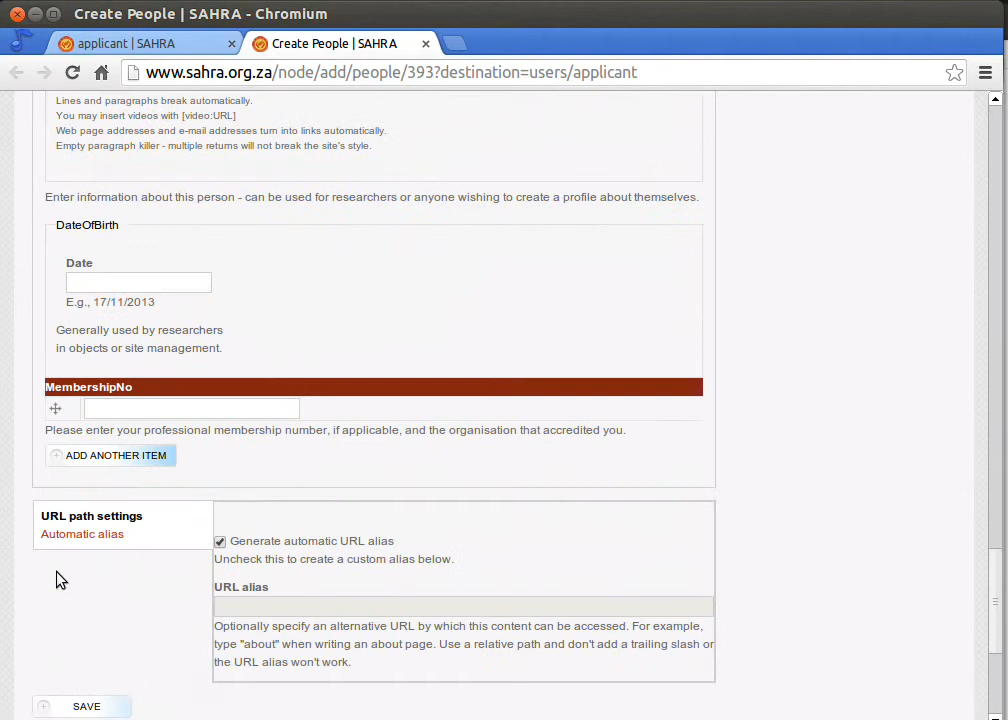 Create People | SAHRA - Chromium
applicant | SAHRA
Create People | SAHRA
www.sahra.org.za/node/add/people/393?destination=users/applicant
Lines and paragraphs break automatically.
You may insert videos with [video:URL]
Web page addresses and e-mail addresses turn into links automatically.
Empty paragraph killer - multiple returns will not break the site's style.
Enter information about this person - can be used for researchers or anyone wishing to create a profile about themselves.
DateOfBirth
Date
E.g., 17/11/2013
Generally used by researchers
in objects or site management.
MembershipNo
Please enter your professional membership number, if applicable, and the organisation that accredited you.
ADD ANOTHER ITEM
URL path settings
Automatic alias
Generate automatic URL alias
Uncheck this to create a custom alias below.
URL alias
Optionally specify an alternative URL by which this content can be accessed. For example,
type "about" when writing an about page. Use a relative path and don't add a trailing slash or
the URL alias won't work.
SAVE